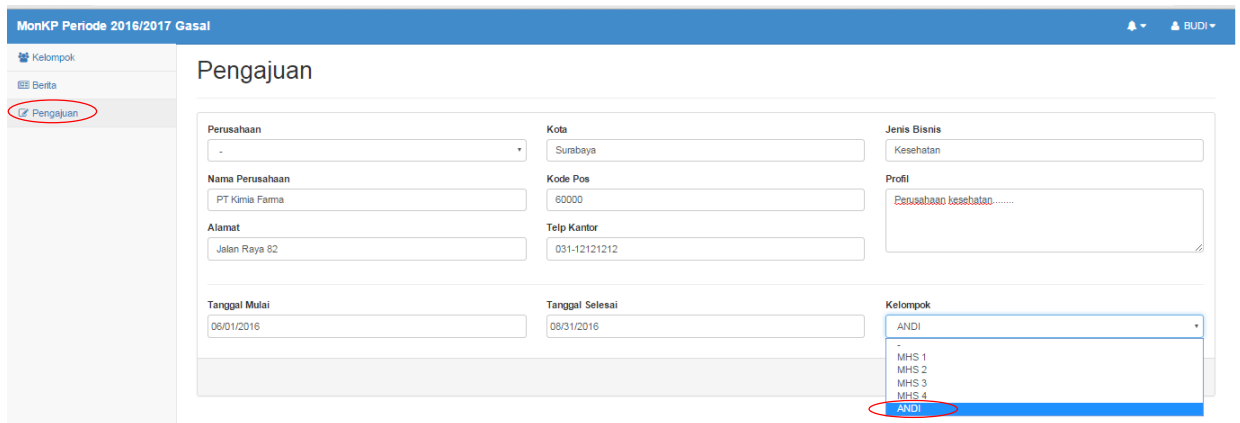 MonKP Periode 2016/2017 Gasal
BUDI
Kelompok
Berita
Pengajuan
Pengajuan
Perusahaan
-
Kota
Surabaya
Jenis Bisnis
Kesehatan
Nama Perusahaan
PT Kimia Farma
Kode Pos
60000
Profil
Perusahaan kesehatan........
Alamat
Jalan Raya 82
Telp Kantor
031-12121212
Tanggal Mulai
06/01/2016
Tanggal Selesai
08/31/2016
Kelompok
ANDI
-
MHS 1
MHS 2
MHS 3
MHS 4
ANDI